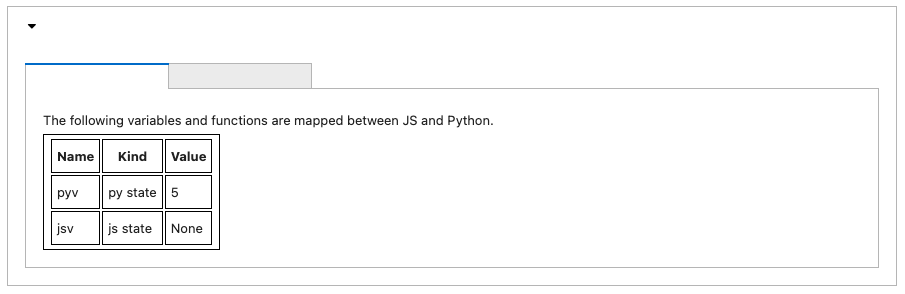 The following variables and functions are mapped between JS and Python.
Name Kind Value
pyv py state 5
jsv js state None